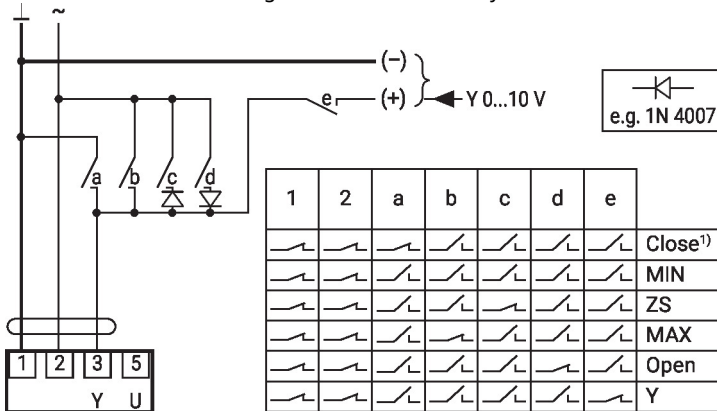 ⊥ ~
(−)
e (+) Y 0...10 V
e.g. 1N 4007
a b c d
1 2 a b c d e
Close1)
MIN
ZS
MAX
Open
Y
1 2 3 5
Y U